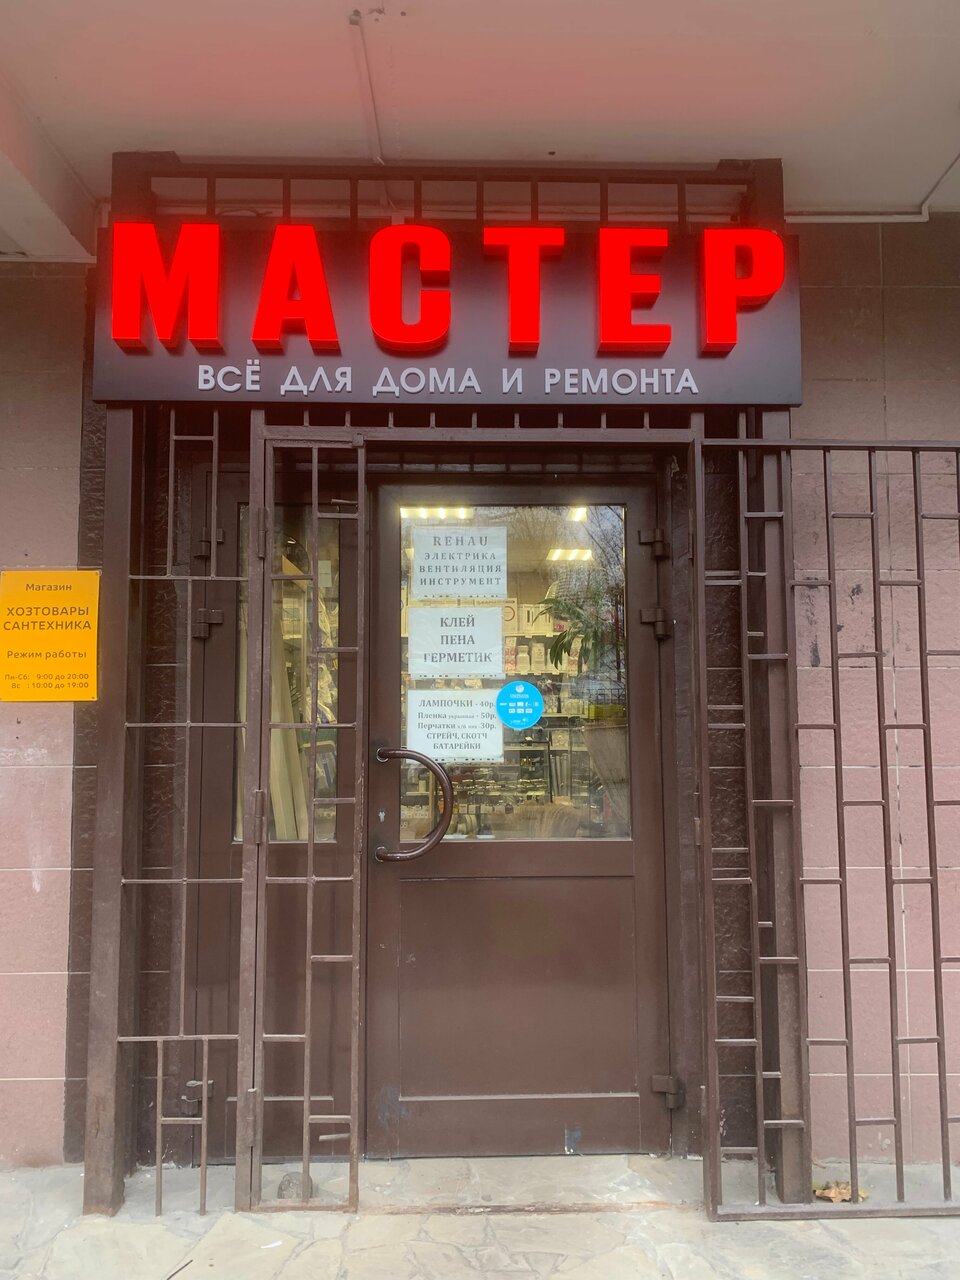 МАСТЕР
ВСЁ ДЛЯ ДОМА И РЕМОНТА
REHAU
ЭЛЕКТРИКА
ВЕНТИЛЯЦИЯ
ИНСТРУМЕНТ
КЛЕЙ
ПЕНА
ГЕРМЕТИК
ЛАМПОЧКИ - 40р.
Пленка укрывная - 50р.
Перчатки х/б - 30р.
СТРЕЙЧ, СКОТЧ
БАТАРЕЙКИ
Магазин
ХОЗТОВАРЫ
САНТЕХНИКА
Режим работы
Пн-Сб: 9:00 до 20:00
Вс : 10:00 до 19:00